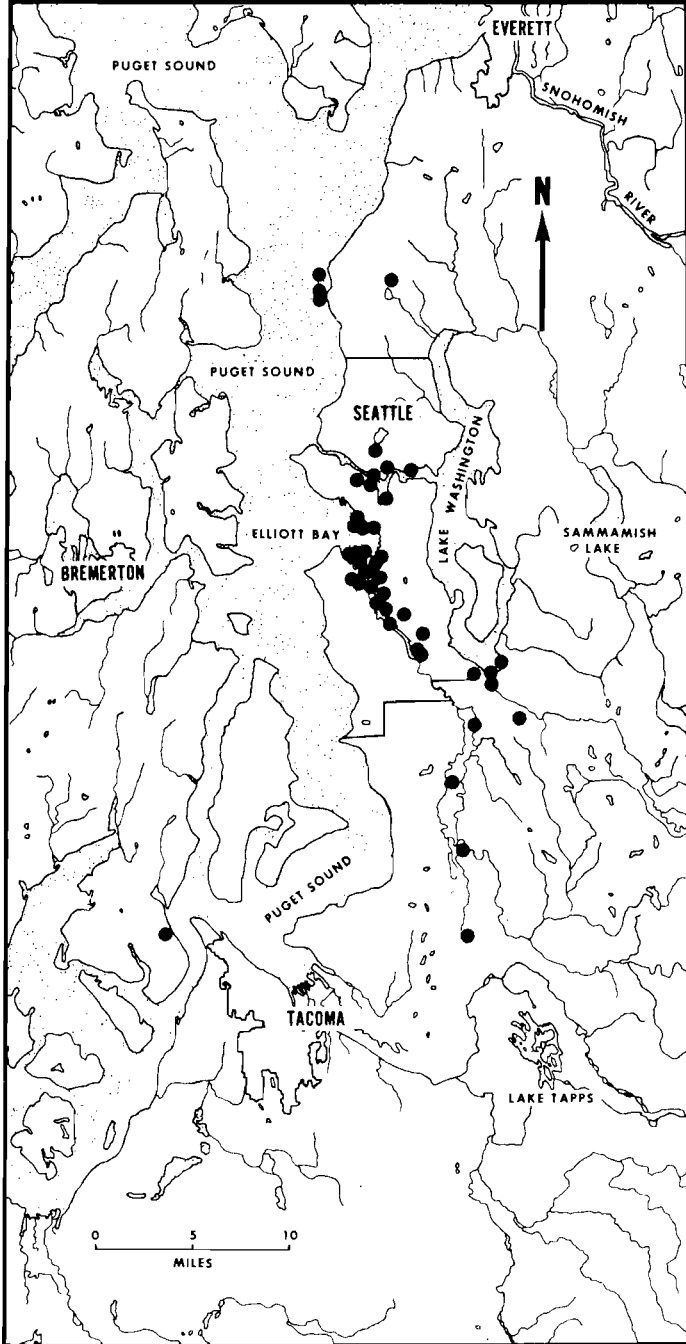 EVERETT
PUGET SOUND
SNOHOMISH
RIVER
N
PUGET SOUND
SEATTLE
LAKE WASHINGTON
ELLIOTT BAY
SAMMAMISH
LAKE
BREMERTON
PUGET SOUND
TACOMA
LAKE TAPPS
0 5 10
MILES